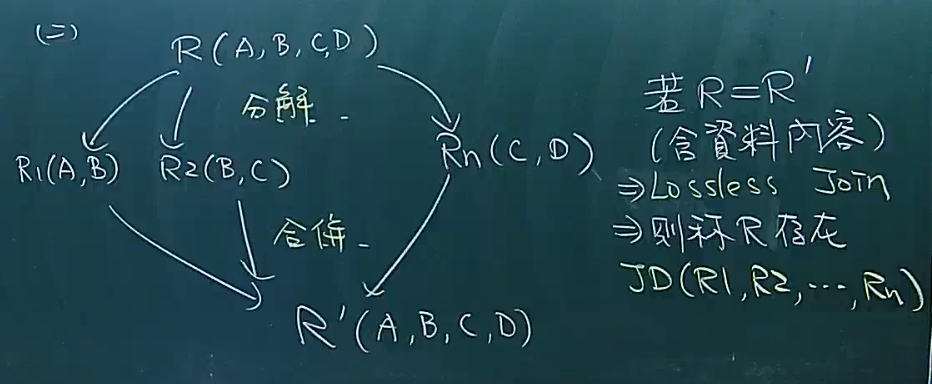 (二)
R(A,B,C,D)
分解.
R1(A,B)
R2(B,C)
Rn(C,D)
合併.
R'(A,B,C,D)
若R=R'
(含資料內容)
⇒Lossless Join
⇒則称R存在
JD(R1,R2,…,Rn)